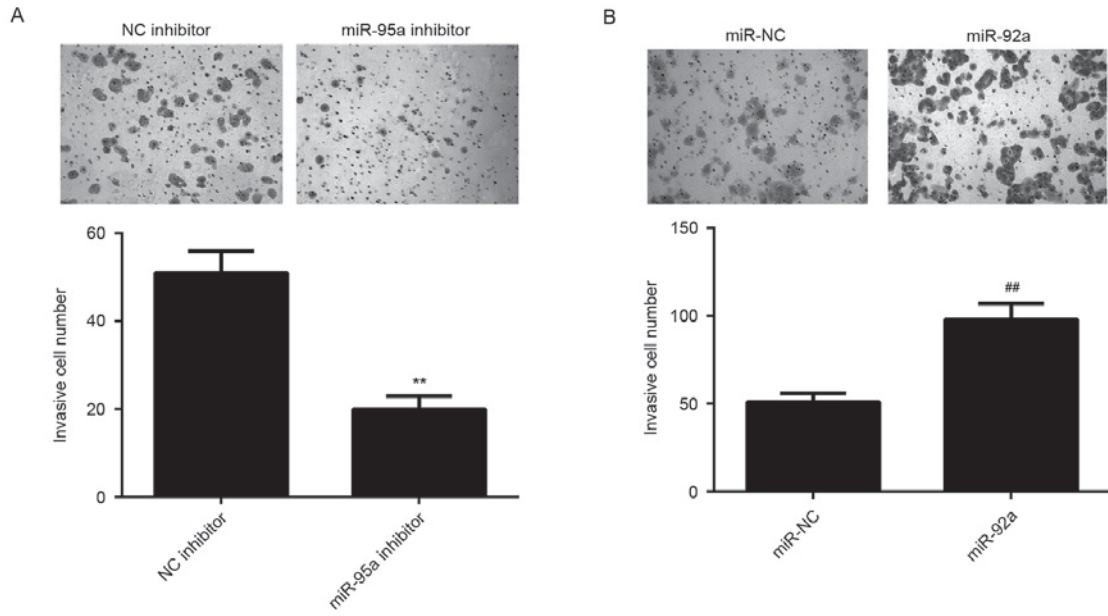 A
NC inhibitor
miR-95a inhibitor
Invasive cell number
60
40
20
0
**
NC inhibitor
miR-95a inhibitor
B
miR-NC
miR-92a
Invasive cell number
150
100
50
0
##
miR-NC
miR-92a